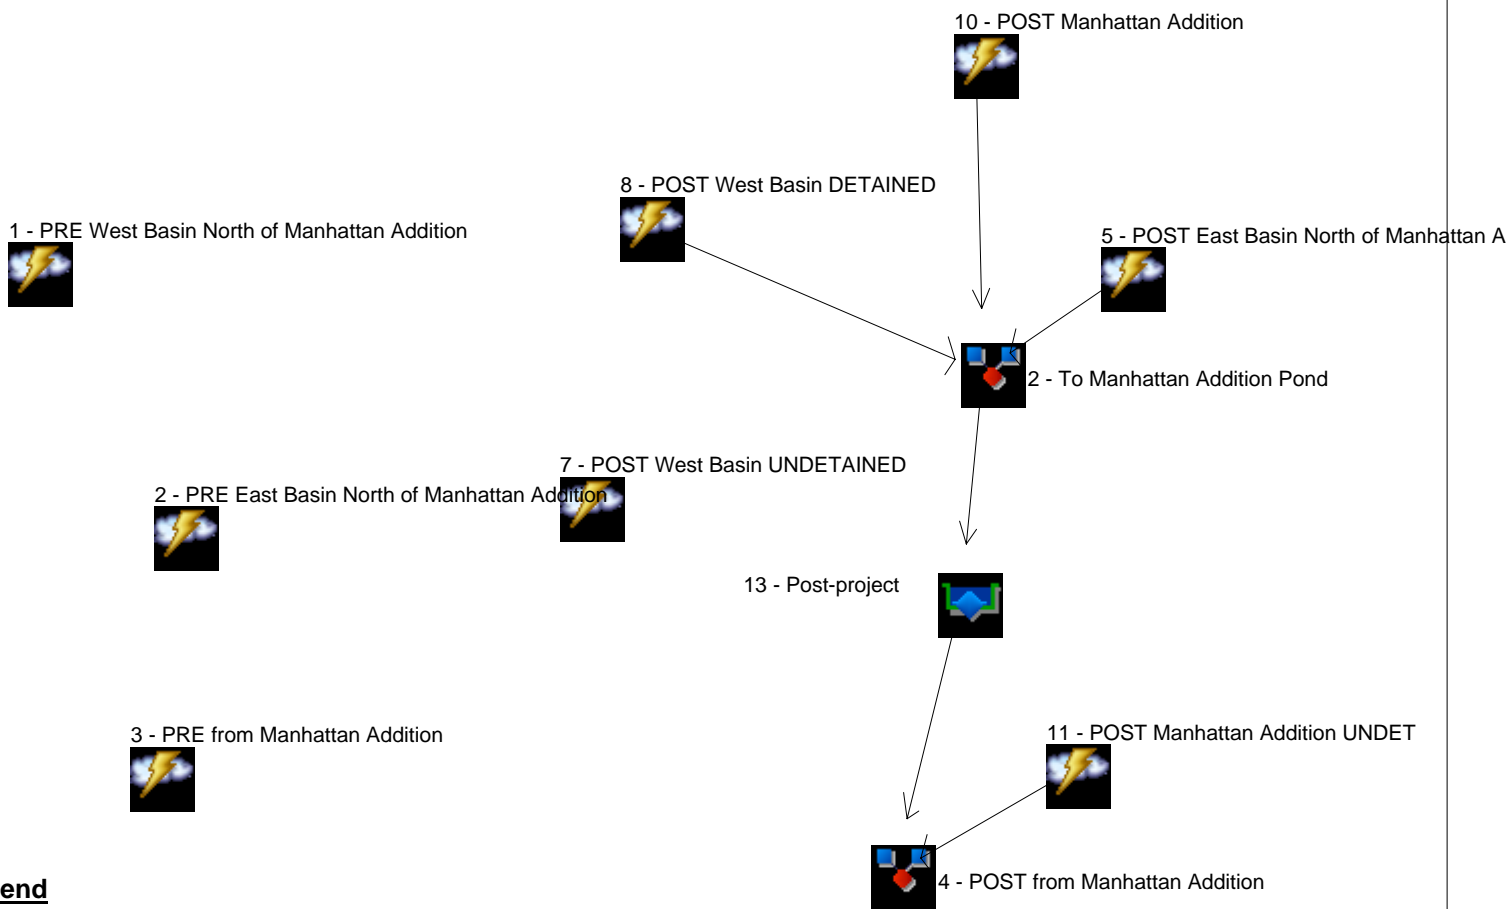 10 - POST Manhattan Addition
8 - POST West Basin DETAINED
1 - PRE West Basin North of Manhattan Addition
5 - POST East Basin North of Manhattan A
2 - To Manhattan Addition Pond
7 - POST West Basin UNDETAINED
2 - PRE East Basin North of Manhattan Addition
13 - Post-project
3 - PRE from Manhattan Addition
11 - POST Manhattan Addition UNDET
4 - POST from Manhattan Addition
end